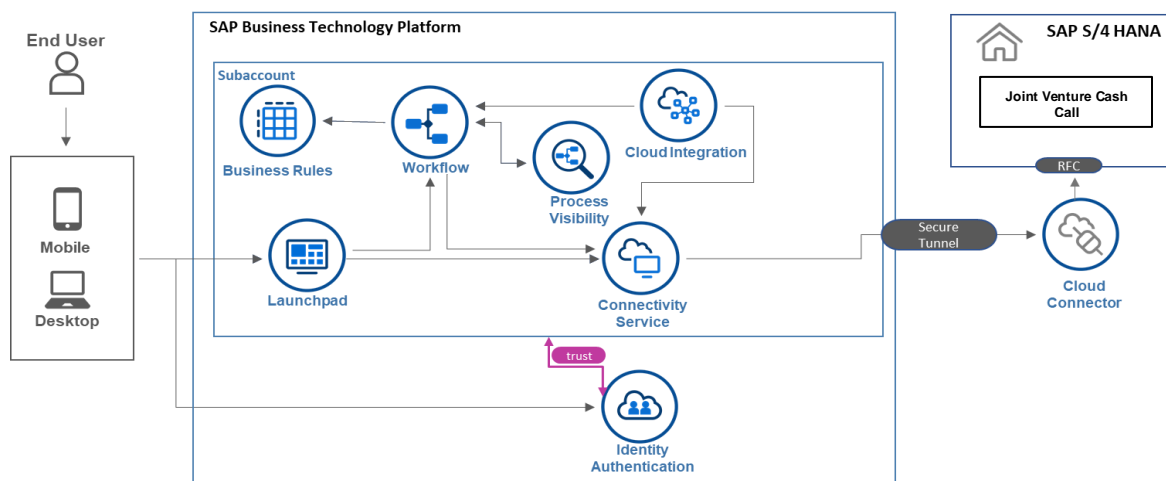 End User
Mobile
Desktop
SAP Business Technology Platform
Subaccount
Business Rules
Workflow
Cloud Integration
Process
Visibility
Launchpad
Connectivity
Service
trust
Identity
Authentication
Secure
Tunnel
SAP S/4 HANA
Joint Venture Cash
Call
RFC
Cloud
Connector